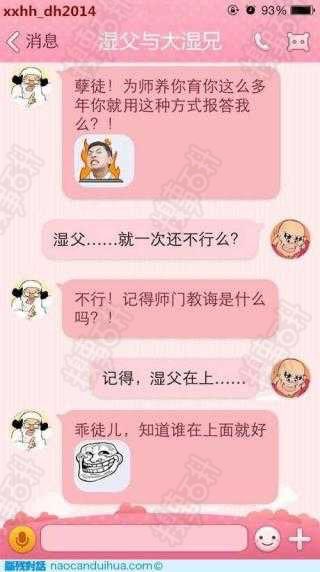 xxhh_dh2014
93%
消息
湿父与大湿兄
孽徒！为师养你育你这么多
年你就用这种方式报答我
么？！
湿父……就一次还不行么？
不行！记得师门教诲是什么
吗？！
记得，湿父在上……
乖徒儿，知道谁在上面就好
脑残对话 naocanduihua.com